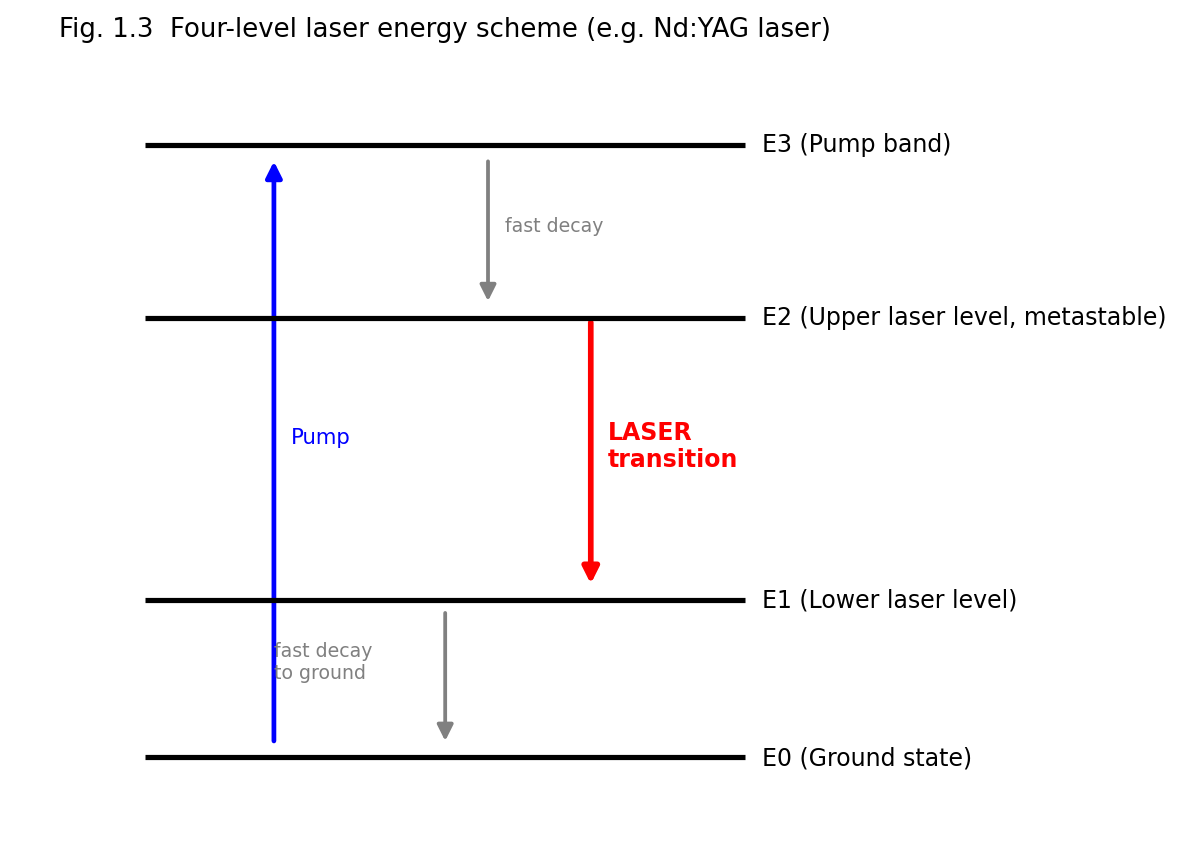 Fig. 1.3  Four-level laser energy scheme (e.g. Nd:YAG laser)
E3 (Pump band)
fast decay
E2 (Upper laser level, metastable)
Pump
LASER
transition
E1 (Lower laser level)
fast decay
to ground
E0 (Ground state)